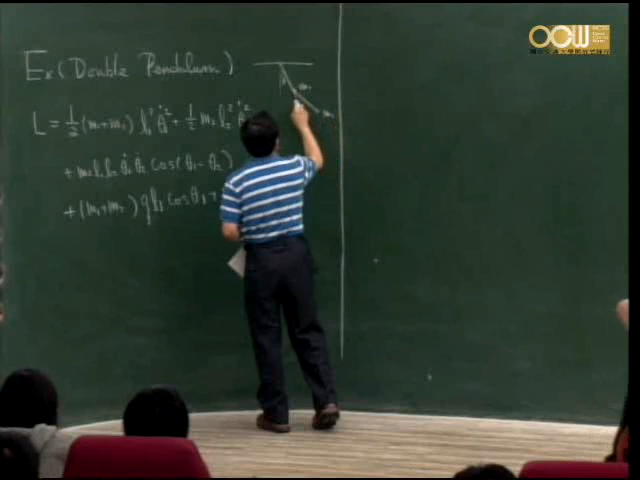 OCW
Ex (Double Pendulum)
L = 1/2 (m₁+m₂) l₁² θ̇₁² + 1/2 m₂ l₂² θ̇₂²
+ m₂ l₁ l₂ θ̇₁ θ̇₂ cos(θ₁ - θ₂)
+ (m₁+m₂) g l₁ cos θ₁ +